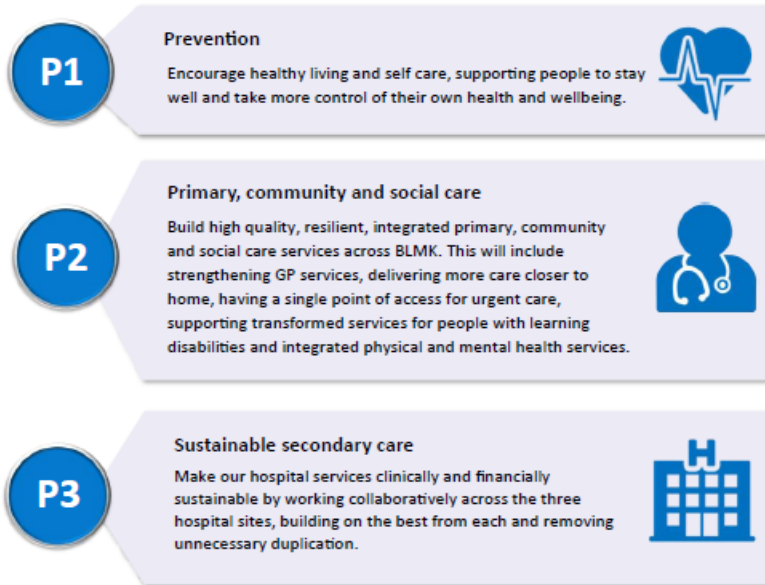 P1
Prevention
Encourage healthy living and self care, supporting people to stay
well and take more control of their own health and wellbeing.
P2
Primary, community and social care
Build high quality, resilient, integrated primary, community
and social care services across BLMK. This will include
strengthening GP services, delivering more care closer to
home, having a single point of access for urgent care,
supporting transformed services for people with learning
disabilities and integrated physical and mental health services.
P3
Sustainable secondary care
Make our hospital services clinically and financially
sustainable by working collaboratively across the three
hospital sites, building on the best from each and removing
unnecessary duplication.
H